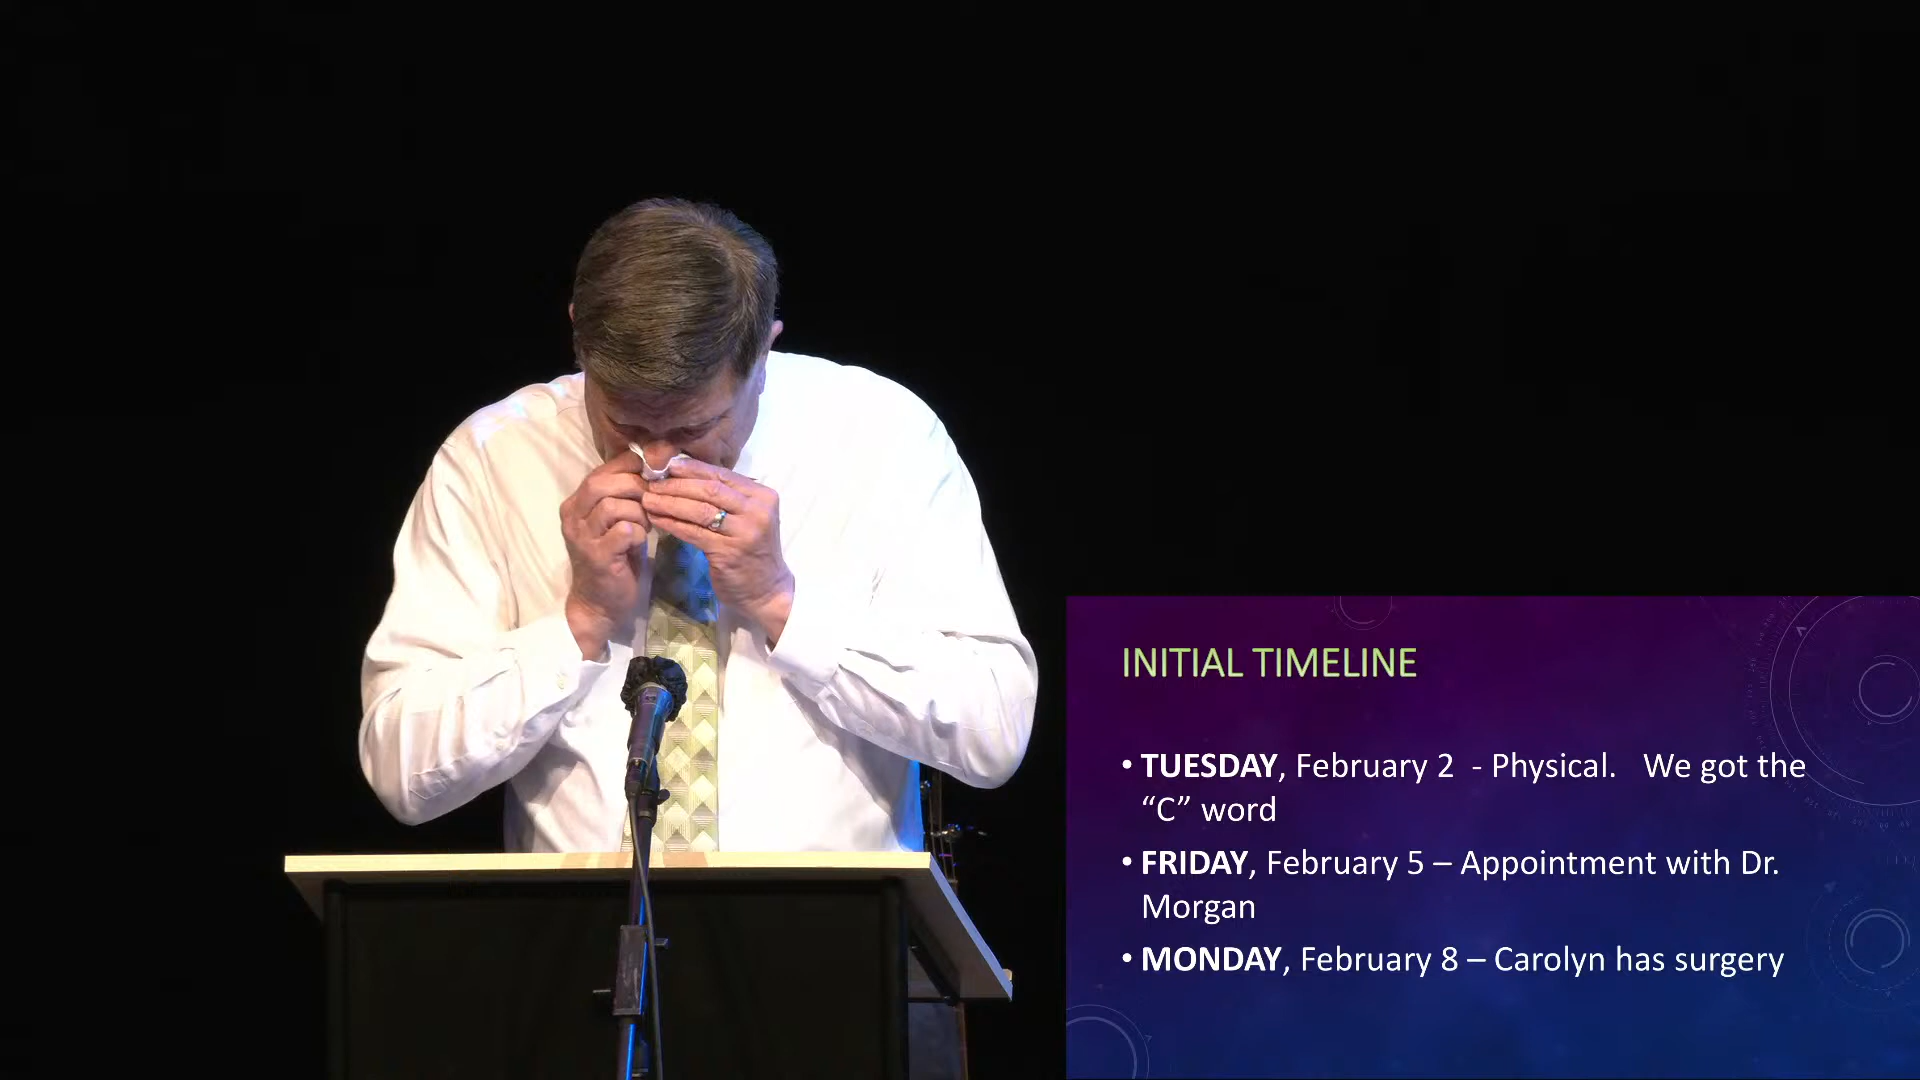 INITIAL TIMELINE
• TUESDAY, February 2  - Physical.   We got the
“C” word
• FRIDAY, February 5 – Appointment with Dr.
Morgan
• MONDAY, February 8 – Carolyn has surgery